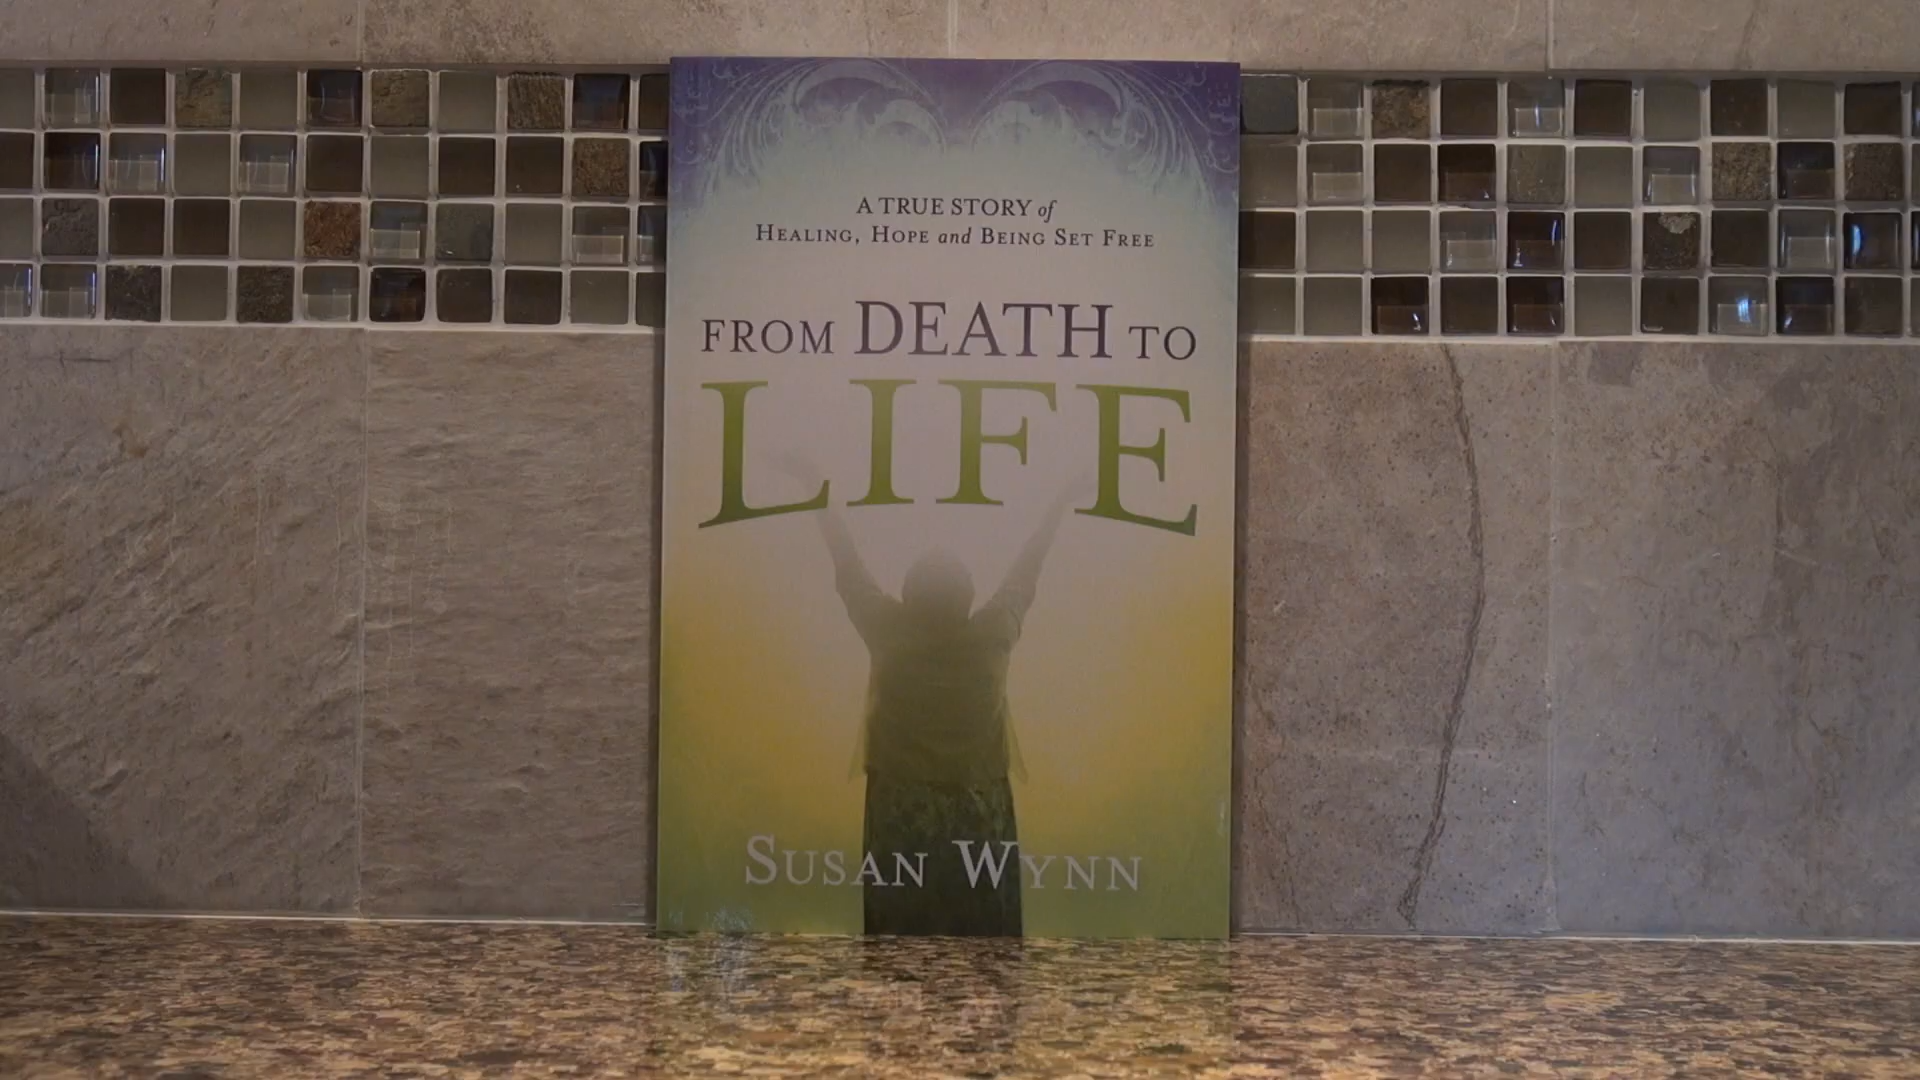 A TRUE STORY of
HEALING, HOPE and BEING SET FREE
FROM DEATH TO
LIFE
SUSAN WYNN